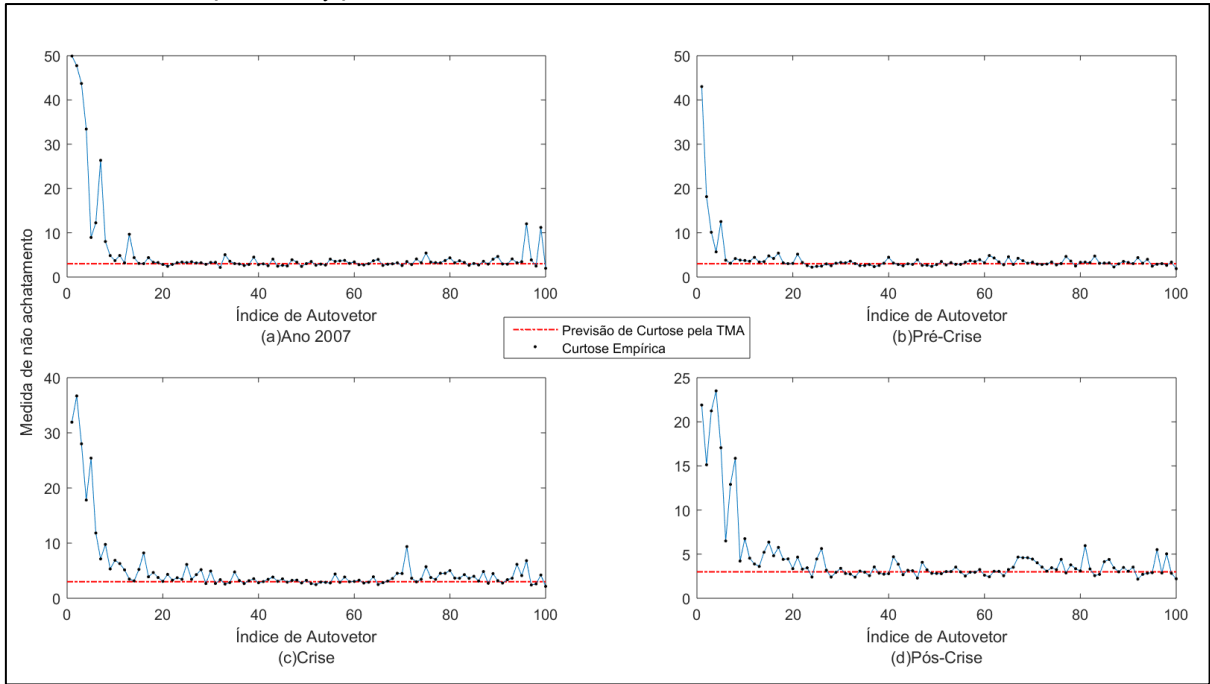 Medida de não achatamento
50
40
30
20
10
0
0 20 40 60 80 100
Índice de Autovetor
(a)Ano 2007
50
40
30
20
10
0
0 20 40 60 80 100
Índice de Autovetor
(b)Pré-Crise
Previsão de Curtose pela TMA
Curtose Empírica
40
30
20
10
0
0 20 40 60 80 100
Índice de Autovetor
(c)Crise
25
20
15
10
5
0
0 20 40 60 80 100
Índice de Autovetor
(d)Pós-Crise